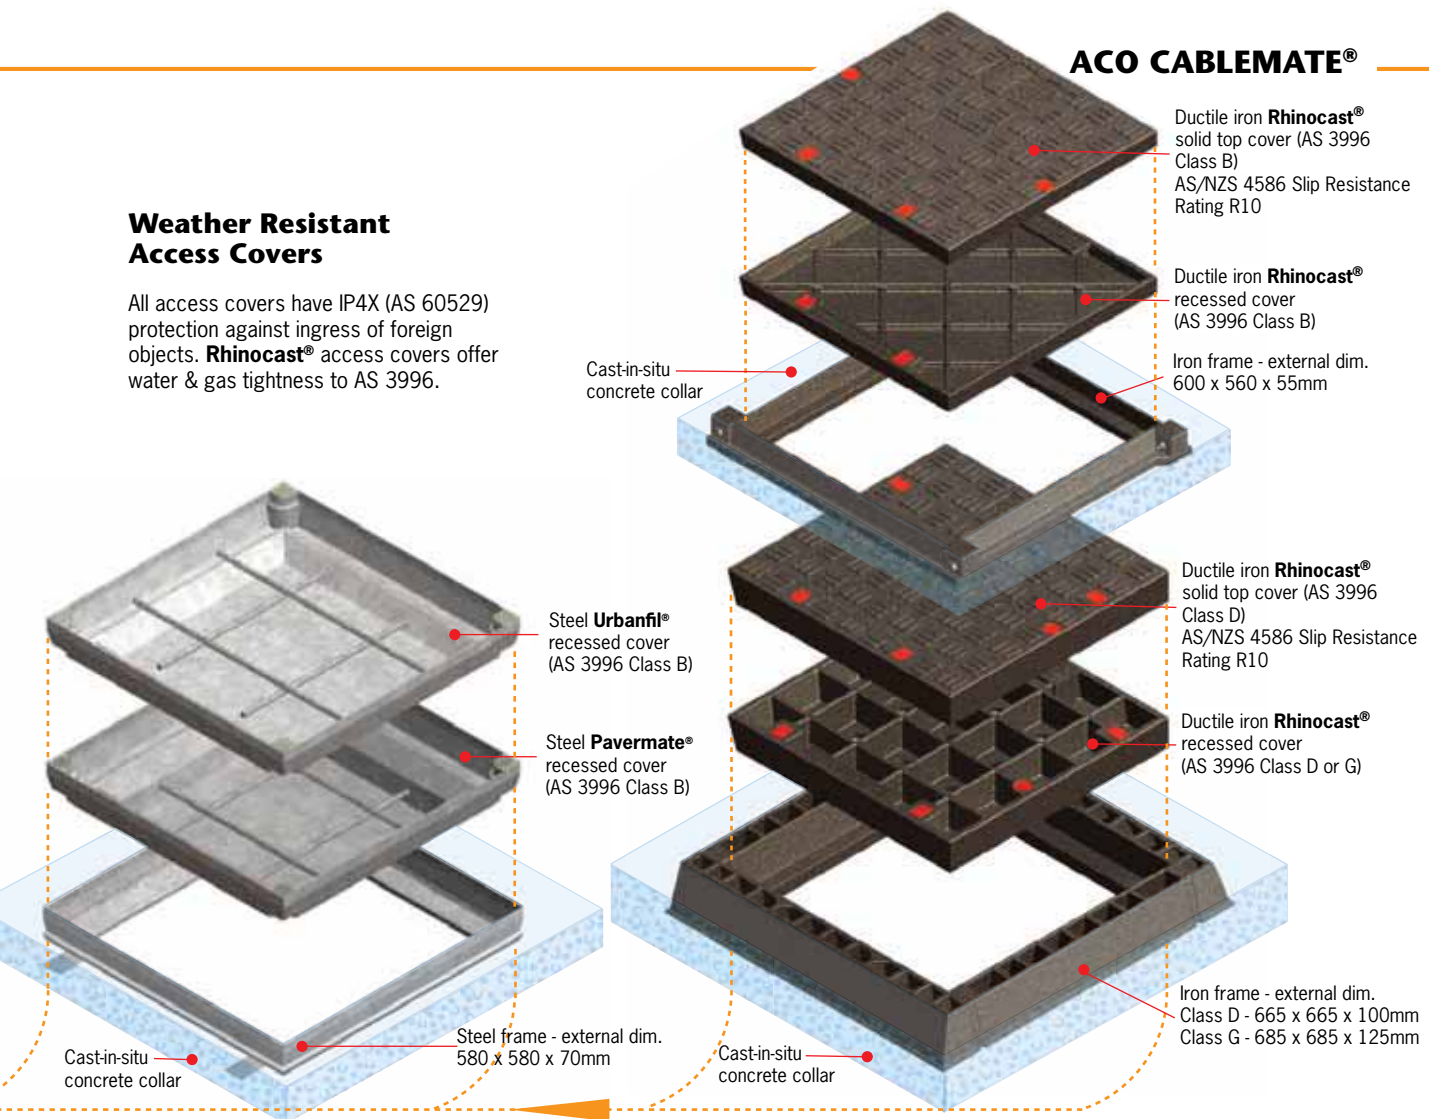 ACO CABLEMATE®
Weather Resistant
Access Covers
All access covers have IP4X (AS 60529)
protection against ingress of foreign
objects. Rhinocast® access covers offer
water & gas tightness to AS 3996.
Ductile iron Rhinocast®
solid top cover (AS 3996
Class B)
AS/NZS 4586 Slip Resistance
Rating R10
Ductile iron Rhinocast®
recessed cover
(AS 3996 Class B)
Iron frame - external dim.
600 x 560 x 55mm
Cast-in-situ
concrete collar
Steel Urbanfil®
recessed cover
(AS 3996 Class B)
Steel Pavermate®
recessed cover
(AS 3996 Class B)
Steel frame - external dim.
580 x 580 x 70mm
Cast-in-situ
concrete collar
Ductile iron Rhinocast®
solid top cover (AS 3996
Class D)
AS/NZS 4586 Slip Resistance
Rating R10
Ductile iron Rhinocast®
recessed cover
(AS 3996 Class D or G)
Iron frame - external dim.
Class D - 665 x 665 x 100mm
Class G - 685 x 685 x 125mm
Cast-in-situ
concrete collar